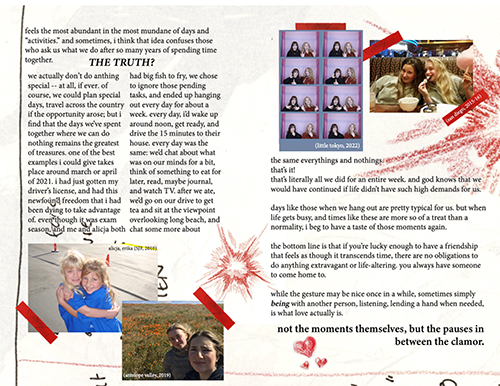 feels the most abundant in the most mundane of days and
"activities." and sometimes, i think that idea confuses those
who ask us what we do after so many years of spending time
together.
THE TRUTH?
we actually don't do anthing
special -- at all, if ever. of
course, we could plan special
days, travel across the country
if the opportunity arose; but i
find that the days we've spent
together where we can do
nothing remains the greatest
of treasures. one of the best
examples i could give takes
place around march or april
of 2021. i had just gotten my
driver's license, and had this
newfound freedom that i had
been dying to take advantage
of. even though it was exam
season, and me and alicja both
had big fish to fry, we chose
to ignore those pending
tasks, and ended up hanging
out every day for about a
week. every day, i'd wake up
around noon, get ready, and
drive the 15 minutes to their
house. every day was the
same: we'd chat about what
was on our minds for a bit,
think of something to eat for
later, read, maybe journal,
and watch TV. after we ate,
we'd go on our drive to get
tea and sit at the viewpoint
overlooking long beach, and
chat some more about
alicja, erika (NJ, 2010)
(antelope valley, 2019)
(little tokyo, 2022)
(san diego, 2015-16)
the same everythings and nothings.
that's it!
that's literally all we did for an entire week. and god knows that we
would have continued if life didn't have such high demands for us.
days like those when we hang out are pretty typical for us. but when
life gets busy, and times like these are more so of a treat than a
normality, i beg to have a taste of those moments again.
the bottom line is that if you're lucky enough to have a friendship
that feels as though it transcends time, there are no obligations to
do anything extravagant or life-altering. you always have someone
to come home to.
while the gesture may be nice once in a while, sometimes simply
being with another person, listening, lending a hand when needed,
is what love actually is.
not the moments themselves, but the pauses in
between the clamor.